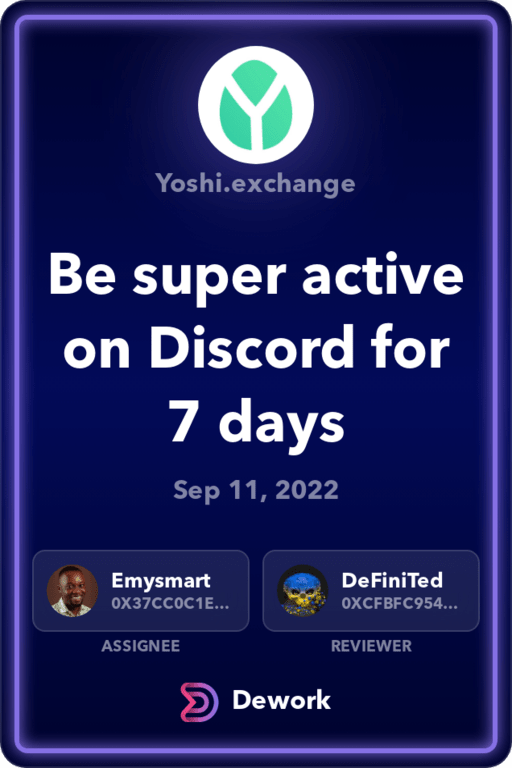 Yoshi.exchange
Be super active
on Discord for
7 days
Sep 11, 2022
Emysmart
0X37CC0C1E...
ASSIGNEE
DeFiniTed
0XCFBFC954...
REVIEWER
Dework